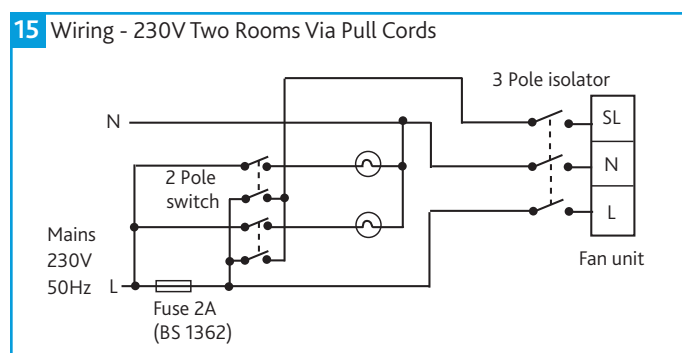 15 Wiring - 230V Two Rooms Via Pull Cords
3 Pole isolator
N
SL
N
L
2 Pole
switch
Mains
230V
50Hz L
Fan unit
Fuse 2A
(BS 1362)